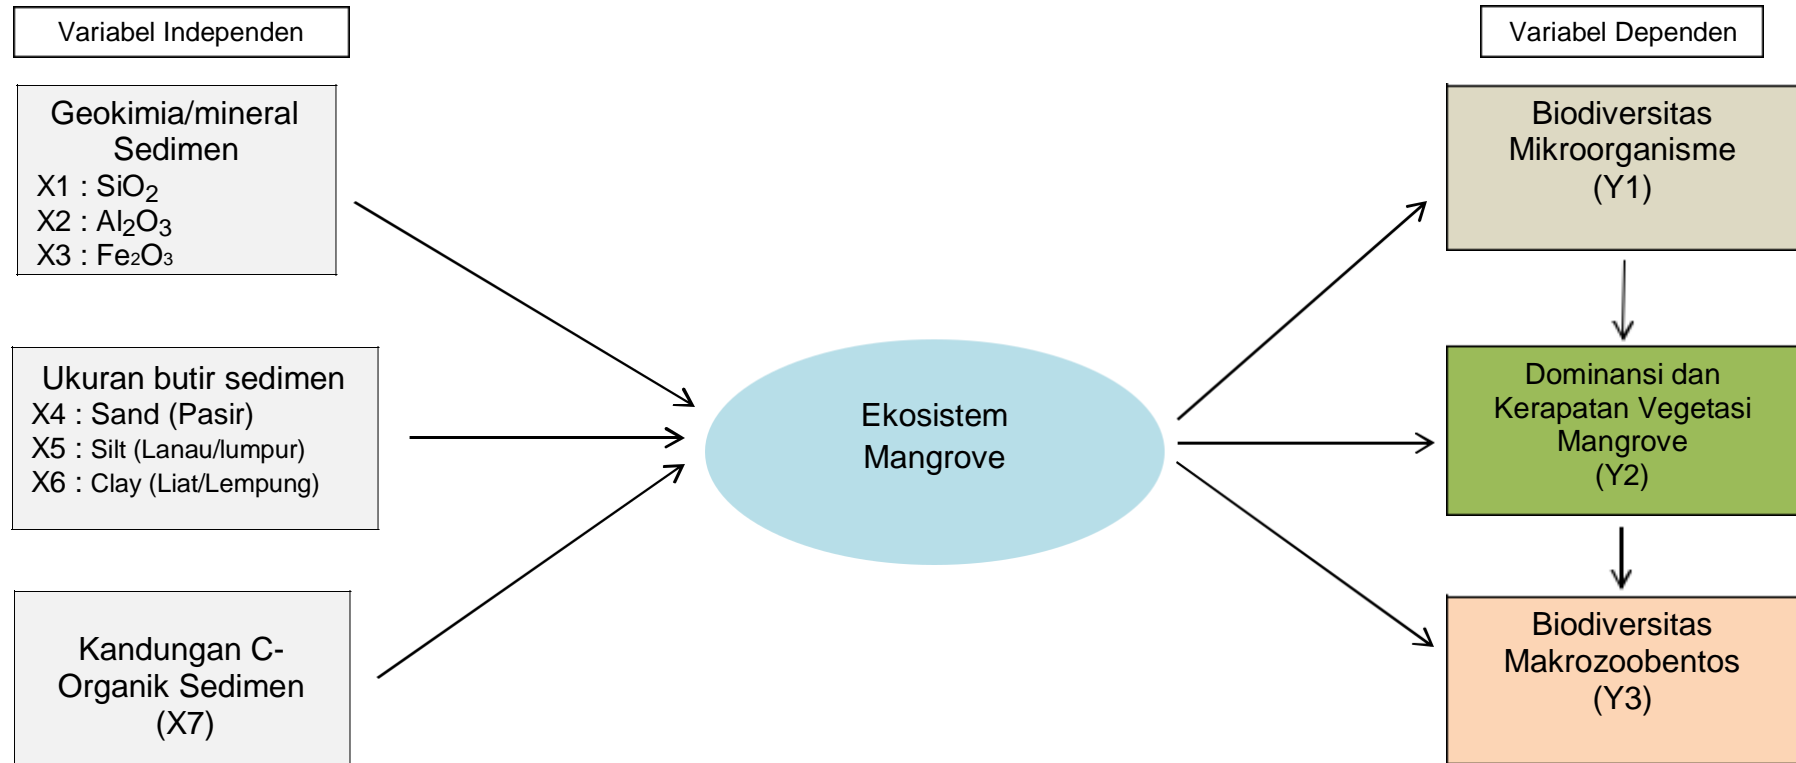 Variabel Independen
Variabel Dependen
Geokimia/mineral
Sedimen
X1 : SiO2
X2 : Al2O3
X3 : Fe2O3
Ukuran butir sedimen
X4 : Sand (Pasir)
X5 : Silt (Lanau/lumpur)
X6 : Clay (Liat/Lempung)
Kandungan C-
Organik Sedimen
(X7)
Ekosistem
Mangrove
Biodiversitas
Mikroorganisme
(Y1)
Dominansi dan
Kerapatan Vegetasi
Mangrove
(Y2)
Biodiversitas
Makrozoobentos
(Y3)